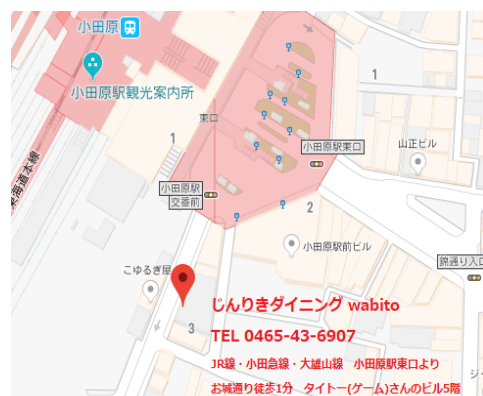 小田原
小田原駅観光案内所
1
東口
1
小田原駅東口
山正ビル
小田原駅
交番前
2
東海道本線
小田原駅前ビル
錦通り入口
こゆるぎ屋
3
じんりきダイニング wabito
TEL 0465-43-6907
JR線・小田急線・大雄山線 小田原駅東口より
お城通り徒歩1分 タイトー(ゲーム)さんのビル5階